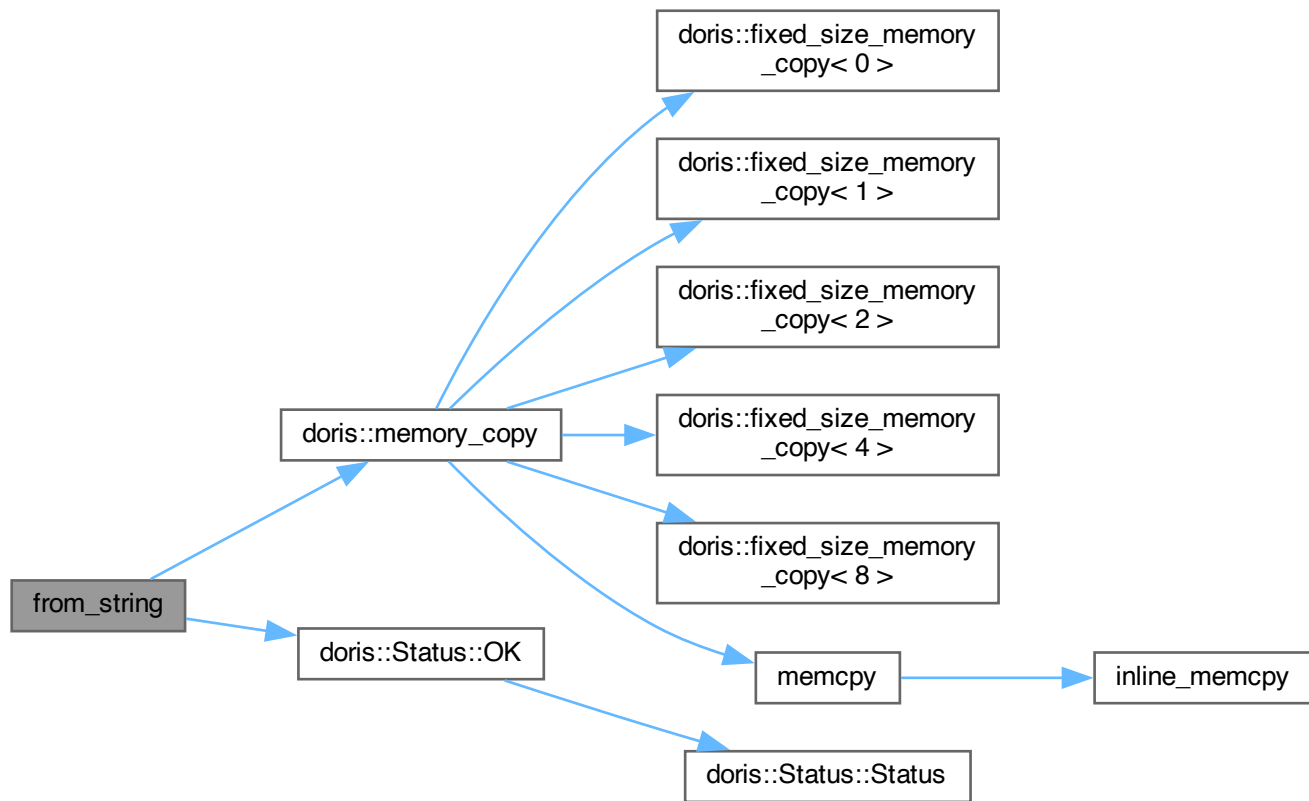 doris::fixed_size_memory
_copy< 0 >
doris::fixed_size_memory
_copy< 1 >
doris::fixed_size_memory
_copy< 2 >
doris::memory_copy
doris::fixed_size_memory
_copy< 4 >
doris::fixed_size_memory
_copy< 8 >
from_string
doris::Status::OK
memcpy
inline_memcpy
doris::Status::Status